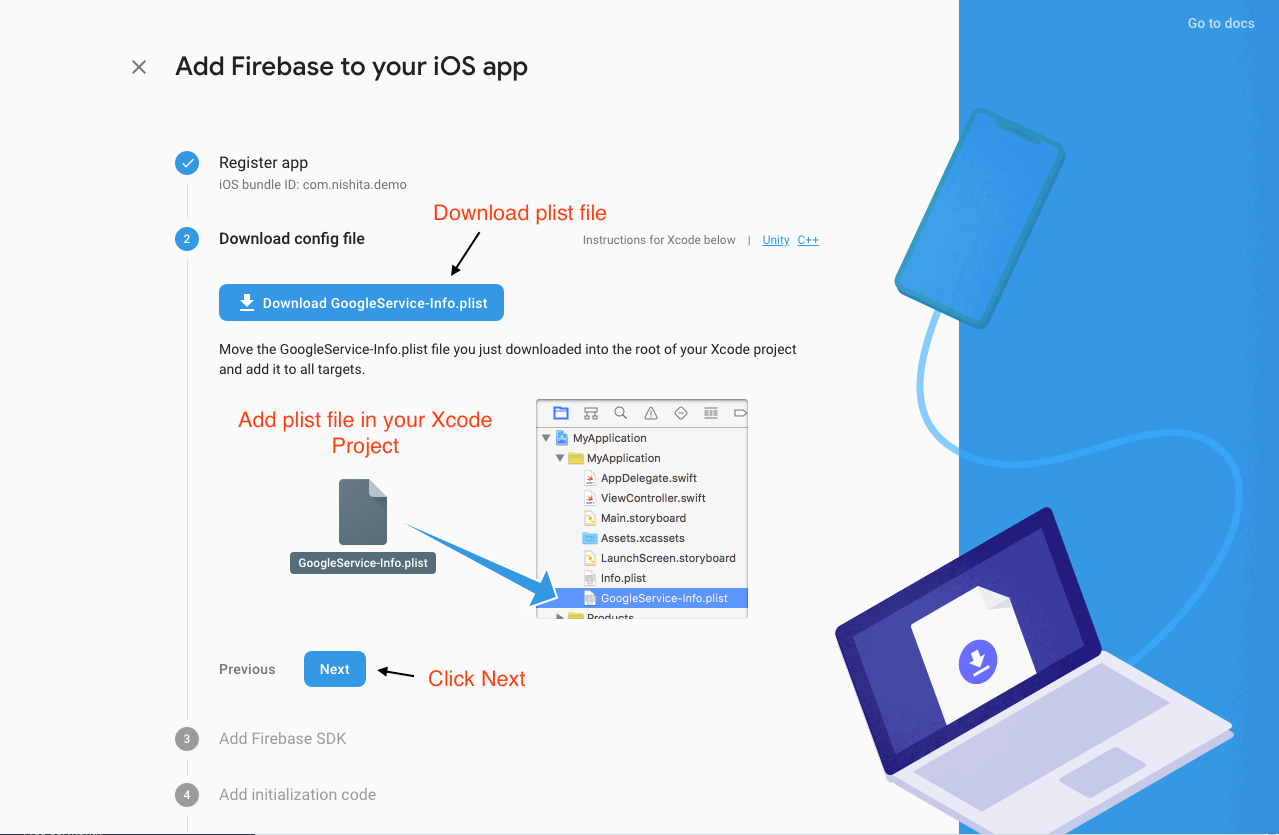 Go to docs
Add Firebase to your iOS app
Register app
iOS bundle ID: com.nishita.demo
Download plist file
2
Download config file
Instructions for Xcode below | Unity C++
Download GoogleService-Info.plist
Move the GoogleService-Info.plist file you just downloaded into the root of your Xcode project
and add it to all targets.
Add plist file in your Xcode
Project
GoogleService-Info.plist
MyApplication
MyApplication
AppDelegate.swift
ViewController.swift
Main.storyboard
Assets.xcassets
LaunchScreen.storyboard
Info.plist
GoogleService-Info.plist
Products
Previous
Next
Click Next
3
Add Firebase SDK
4
Add initialization code